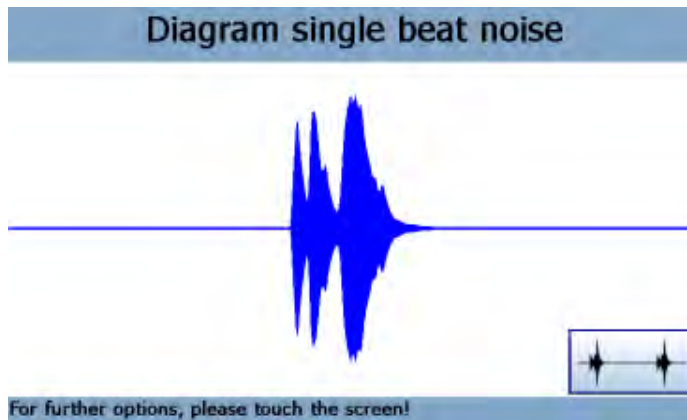 Diagram single beat noise
For further options, please touch the screen!